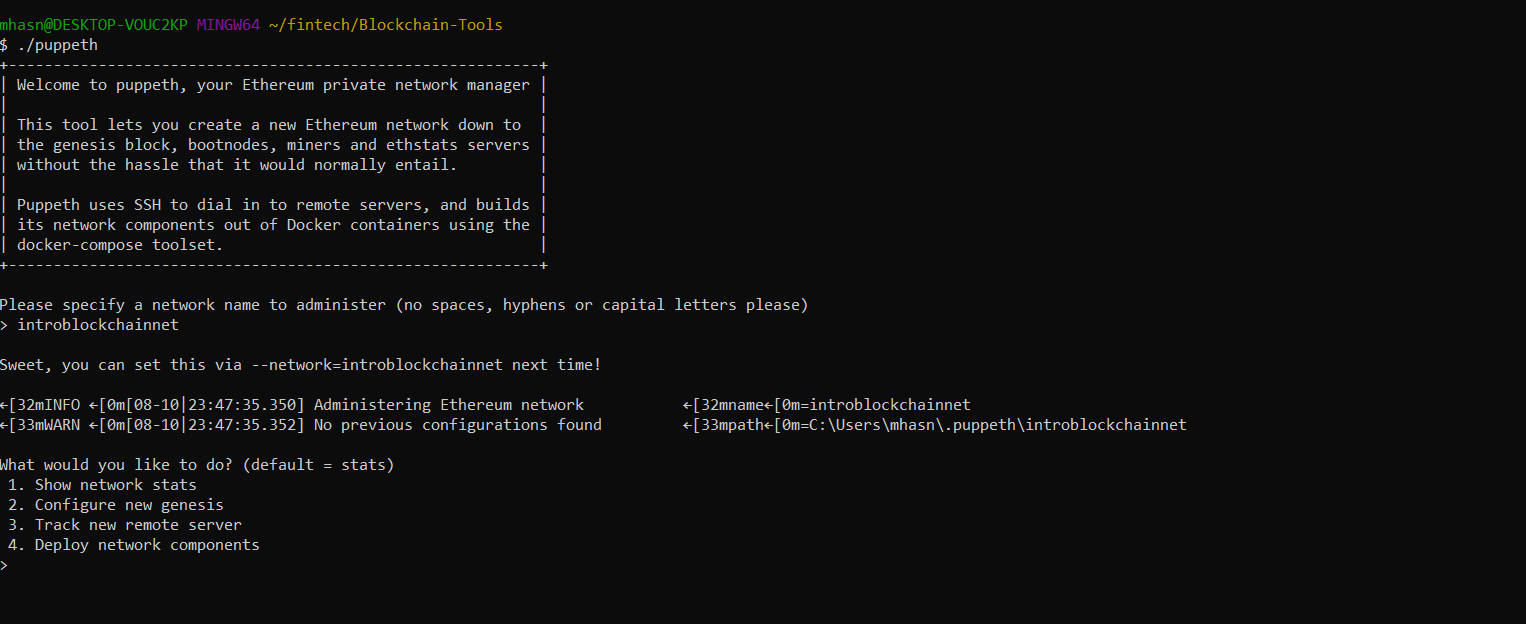 mhasn@DESKTOP-VOUC2KP MINGW64 ~/fintech/Blockchain-Tools
$ ./puppeth
+-----------------------------------------------------------+
| Welcome to puppeth, your Ethereum private network manager |
|                                                           |
| This tool lets you create a new Ethereum network down to  |
| the genesis block, bootnodes, miners and ethstats servers |
| without the hassle that it would normally entail.         |
|                                                           |
| Puppeth uses SSH to dial in to remote servers, and builds |
| its network components out of Docker containers using the |
| docker-compose toolset.                                   |
+-----------------------------------------------------------+
Please specify a network name to administer (no spaces, hyphens or capital letters please)
> introblockchainnet
Sweet, you can set this via --network=introblockchainnet next time!
←[32mINFO ←[0m[08-10|23:47:35.350] Administering Ethereum network           ←[32mname←[0m=introblockchainnet
←[33mWARN ←[0m[08-10|23:47:35.352] No previous configurations found         ←[33mpath←[0m=C:\Users\mhasn\.puppeth\introblockchainnet
What would you like to do? (default = stats)
 1. Show network stats
 2. Configure new genesis
 3. Track new remote server
 4. Deploy network components
>